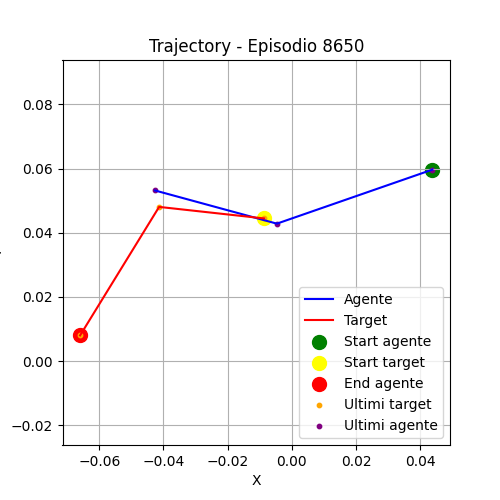 Trajectory - Episodio 8650
0.08
0.06
0.04
0.02
0.00
−0.02
−0.06
−0.04
−0.02
0.00
0.02
0.04
X
Agente
Target
Start agente
Start target
End agente
Ultimi target
Ultimi agente